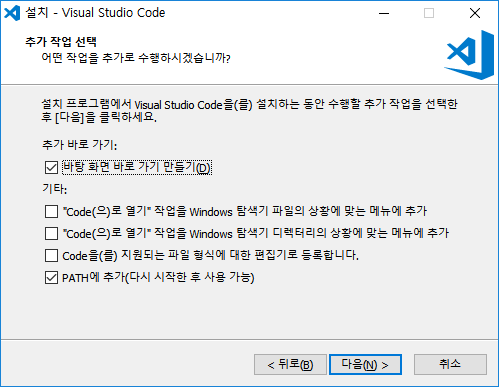 설치 - Visual Studio Code
추가 작업 선택
어떤 작업을 추가로 수행하시겠습니까?
설치 프로그램에서 Visual Studio Code을(를) 설치하는 동안 수행할 추가 작업을 선택한
후 [다음]을 클릭하세요.
추가 바로 가기:
바탕 화면 바로 가기 만들기(D)
기타:
"Code(으)로 열기" 작업을 Windows 탐색기 파일의 상황에 맞는 메뉴에 추가
"Code(으)로 열기" 작업을 Windows 탐색기 디렉터리의 상황에 맞는 메뉴에 추가
Code을(를) 지원되는 파일 형식에 대한 편집기로 등록합니다.
PATH에 추가(다시 시작한 후 사용 가능)
< 뒤로(B) 다음(N) > 취소